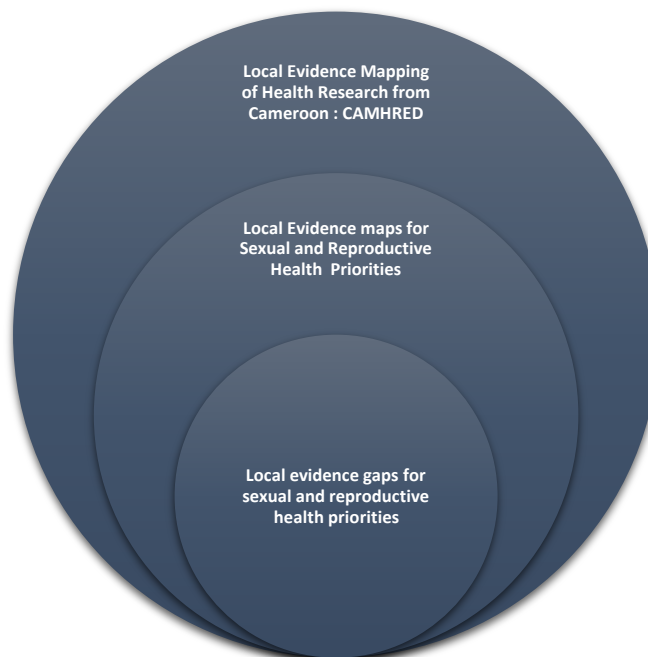 Local Evidence Mapping
of Health Research from
Cameroon : CAMHRED
Local Evidence maps for
Sexual and Reproductive
Health Priorities
Local evidence gaps for
sexual and reproductive
health priorities